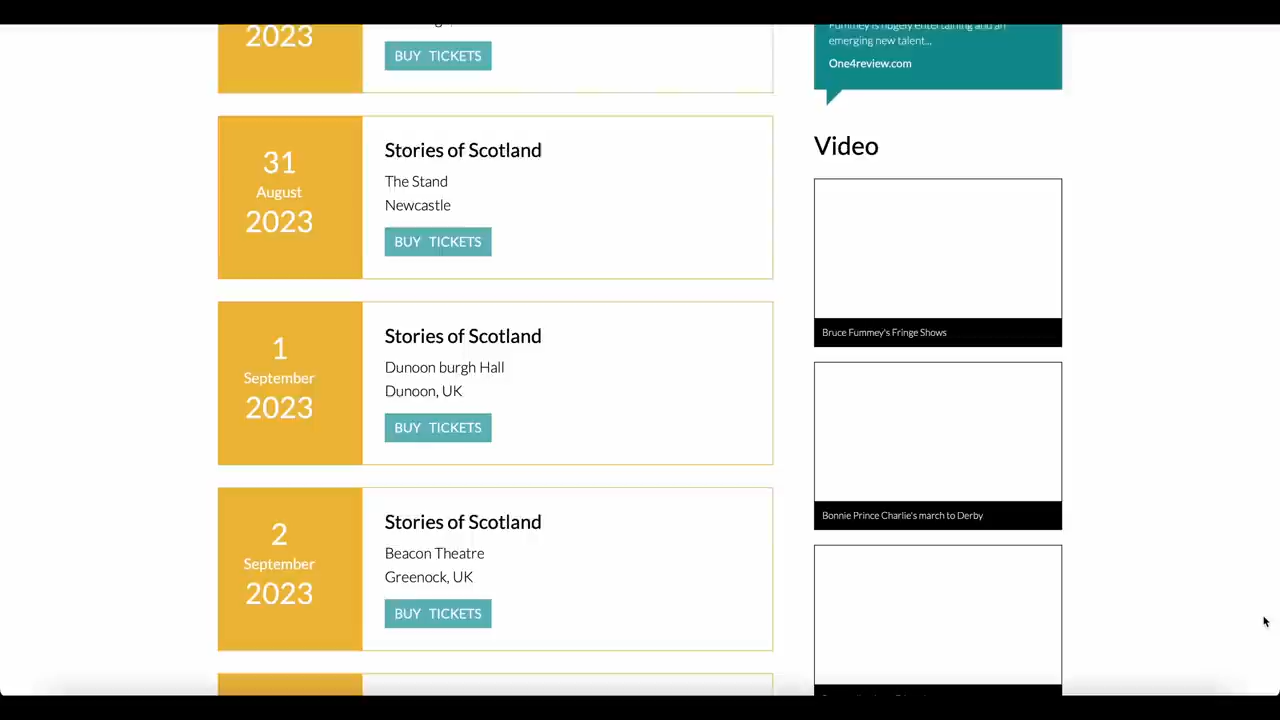 2023
BUY TICKETS
31
August
2023
Stories of Scotland
The Stand
Newcastle
BUY TICKETS
1
September
2023
Stories of Scotland
Dunoon burgh Hall
Dunoon, UK
BUY TICKETS
2
September
2023
Stories of Scotland
Beacon Theatre
Greenock, UK
BUY TICKETS
Fummey is hugely entertaining and an
emerging new talent...
One4review.com
Video
Bruce Fummey's Fringe Shows
Bonnie Prince Charlie's march to Derby